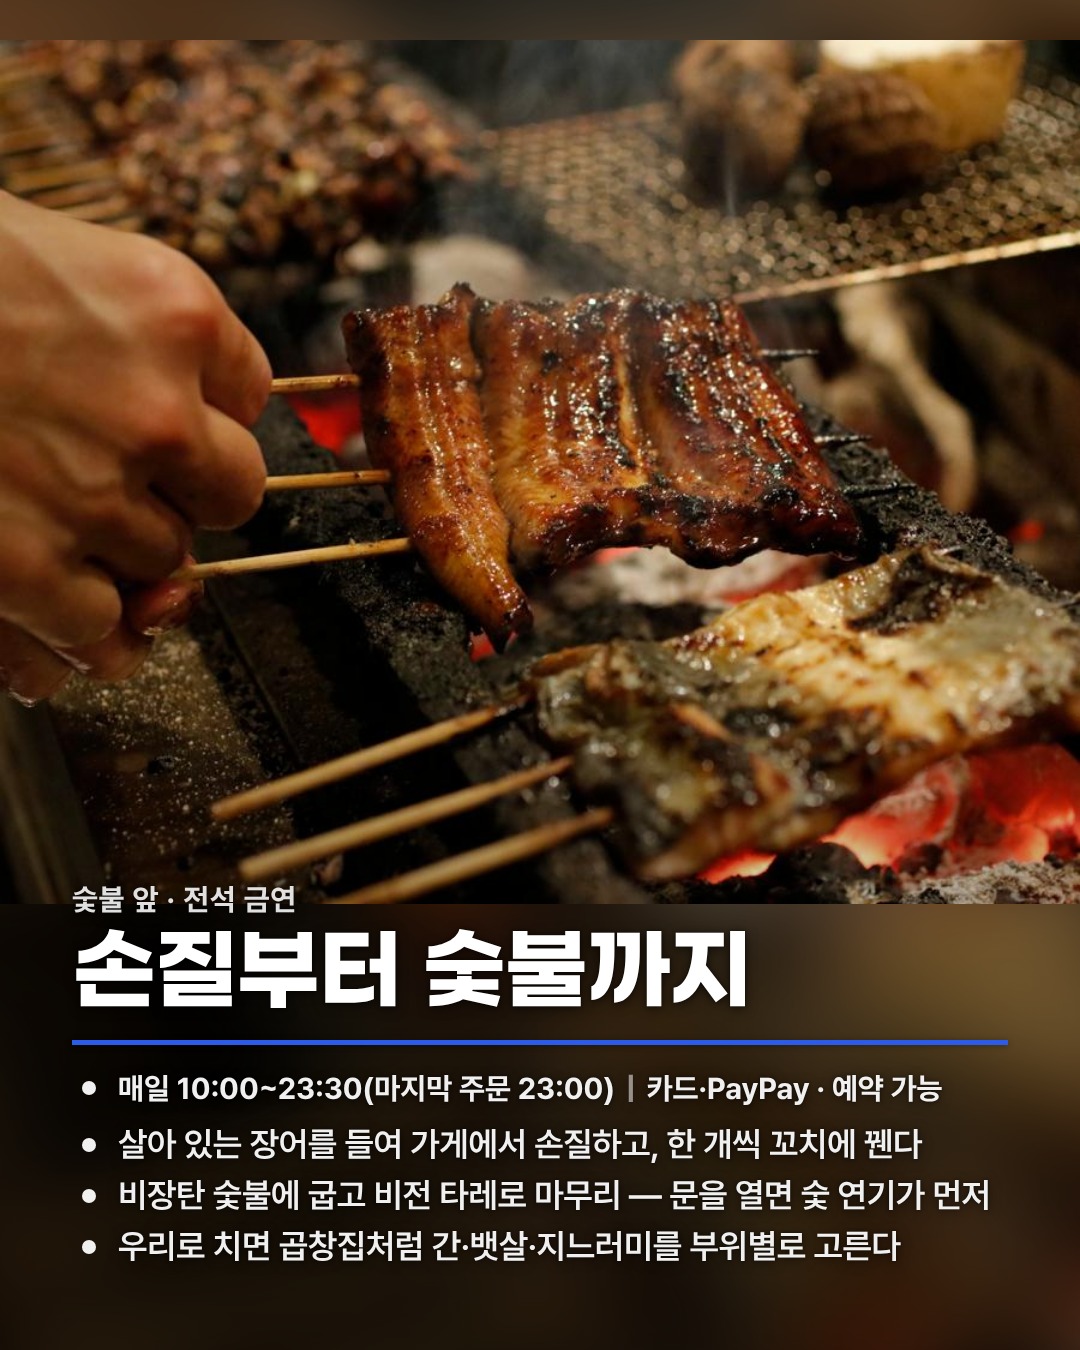 숯불 앞 · 전석 금연
손질부터 숯불까지
매일 10:00~23:30(마지막 주문 23:00) | 카드·PayPay · 예약 가능
살아 있는 장어를 들여 가게에서 손질하고, 한 개씩 꼬치에 꿴다
비장탄 숯불에 굽고 비전 타레로 마무리 — 문을 열면 숯 연기가 먼저
우리로 치면 곱창집처럼 간·뱃살·지느러미를 부위별로 고른다